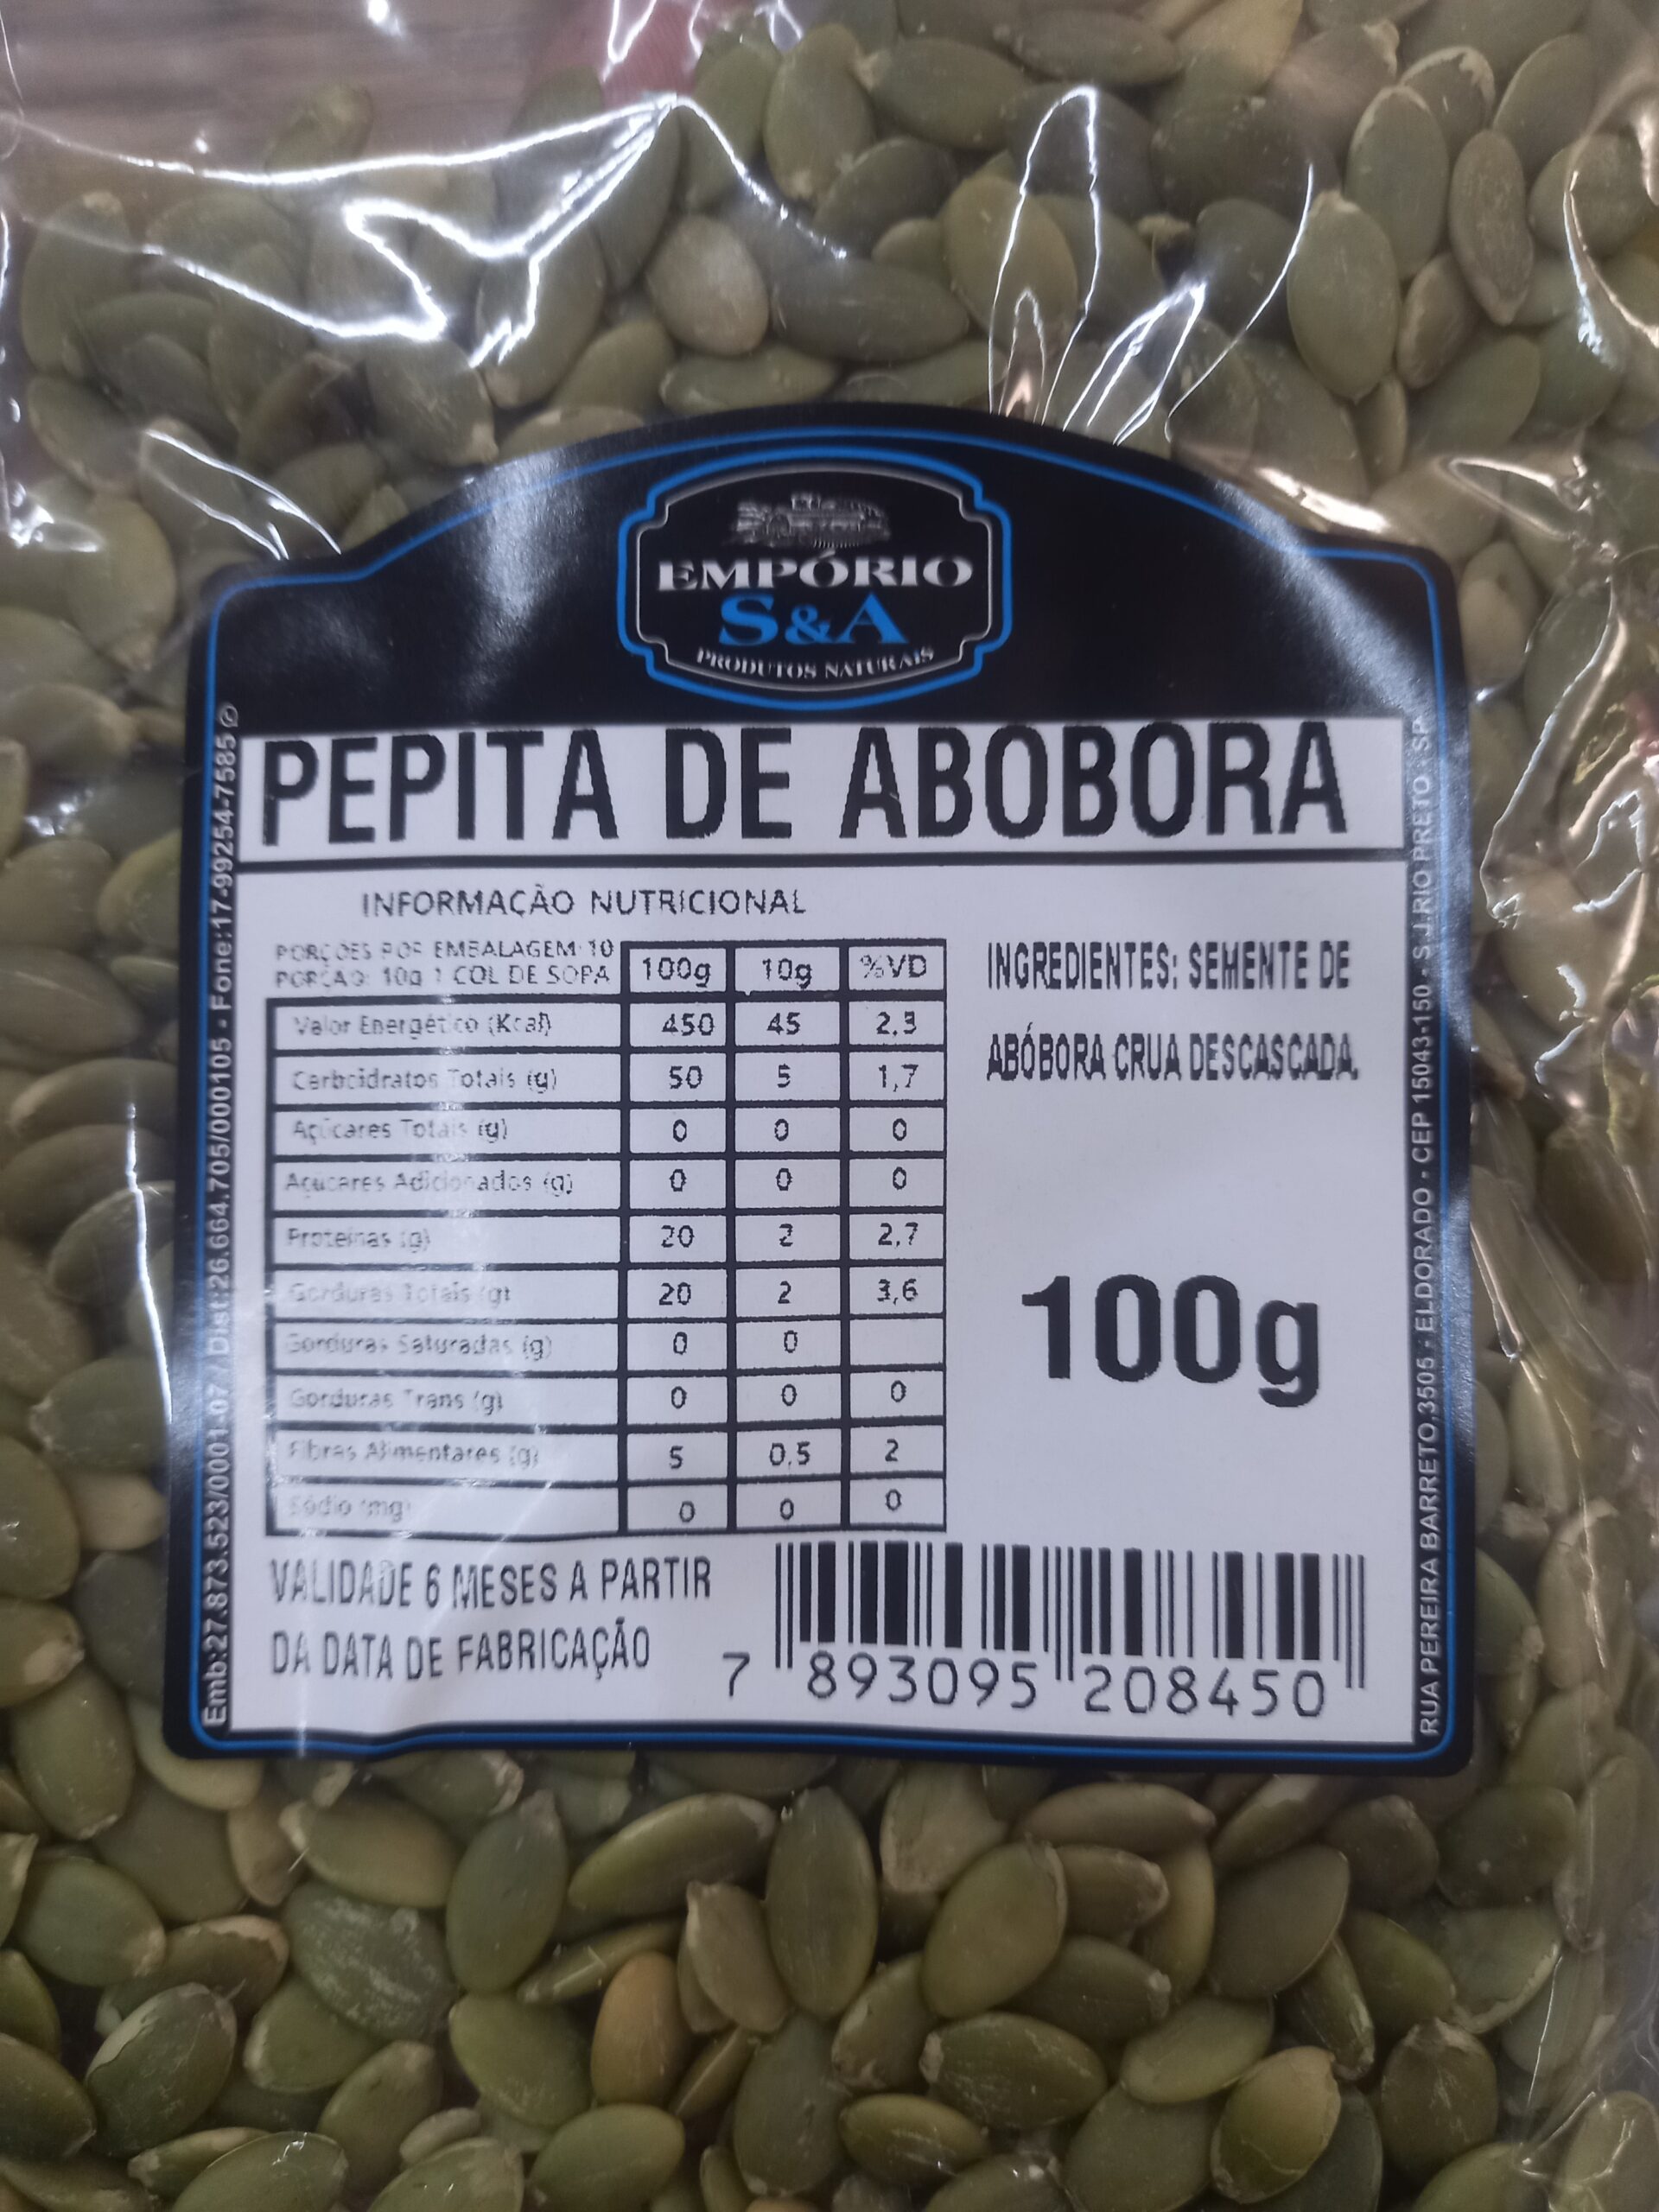 EMPÓRIO
S&A
PRODUTOS NATURAIS
PEPITA DE ABOBORA
INFORMAÇÃO NUTRICIONAL
PORÇÕES POR EMBALAGEM: 10
PORÇÃO: 10g 1 COL DE SOPA
100g 10g %VD
Valor Energético (Kcal) 450 45 2,3
Carboidratos Totais (g) 50 5 1,7
Açúcares Totais (g) 0 0 0
Açucares Adicionados (g) 0 0 0
Proteínas (g) 20 2 2,7
Gorduras Totais (g) 20 2 3,6
Gorduras Saturadas (g) 0 0
Gorduras Trans (g) 0 0 0
Fibras Alimentares (g) 5 0,5 2
Sódio (mg) 0 0 0
INGREDIENTES: SEMENTE DE
ABÓBORA CRUA DESCASCADA.
100g
VALIDADE 6 MESES A PARTIR
DA DATA DE FABRICAÇÃO
7 893095 208450
Emb:27.873.523/0001-07 / Dist:26.664.705/000105 - Fone:17-99254-7585
RUA PEREIRA BARRETO,3505 - ELDORADO - CEP 15043-150 - S.J.RIO PRETO - SP